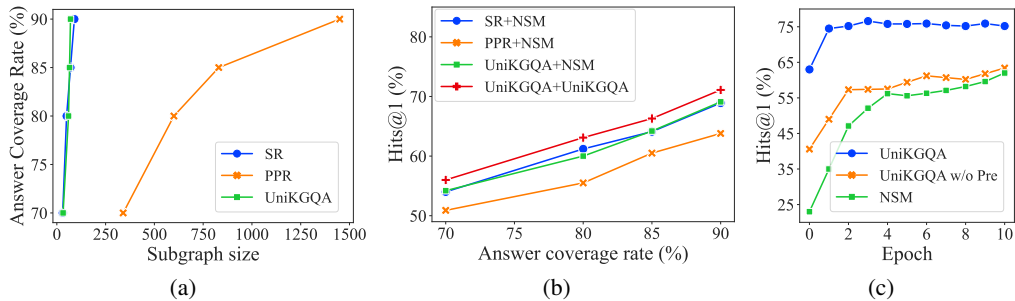 Answer Coverage Rate (%)
90
85
80
75
70
0
250
500
750
1000
1250
1500
Subgraph size
SR
PPR
UniKGQA
(a)
Hits@1 (%)
80
70
60
50
70
75
80
85
90
Answer coverage rate (%)
SR+NSM
PPR+NSM
UniKGQA+NSM
UniKGQA+UniKGQA
(b)
Hits@1 (%)
75
65
55
45
35
25
0
2
4
6
8
10
Epoch
UniKGQA
UniKGQA w/o Pre
NSM
(c)